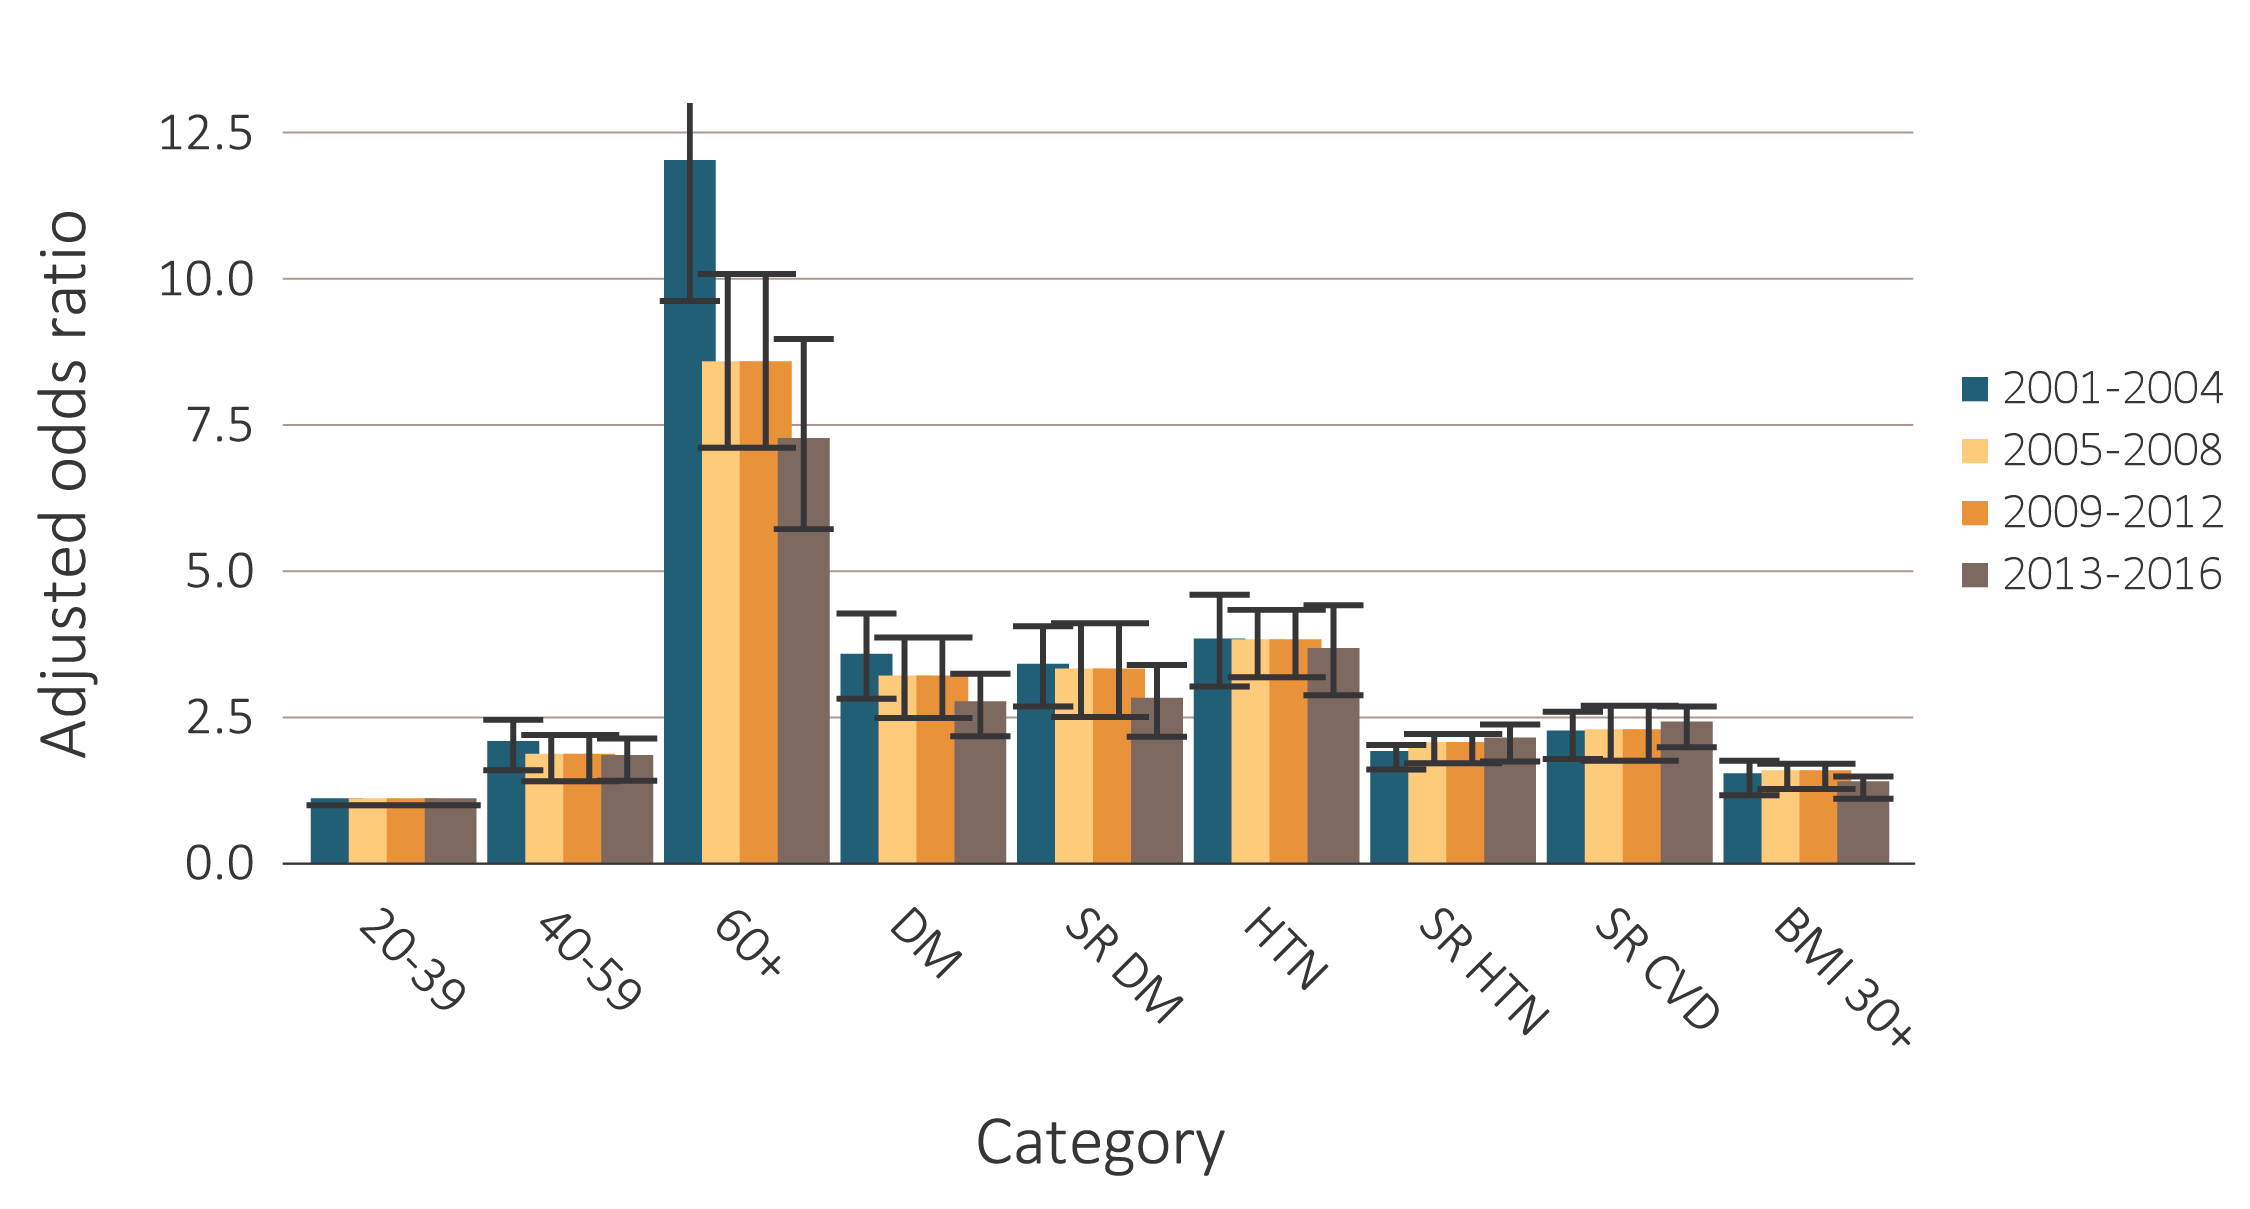 Adjusted odds ratio
12.5
10.0
7.5
5.0
2.5
0.0
20-39
40-59
60+
DM
SR DM
HTN
SR HTN
SR CVD
BMI 30+
Category
2001-2004
2005-2008
2009-2012
2013-2016